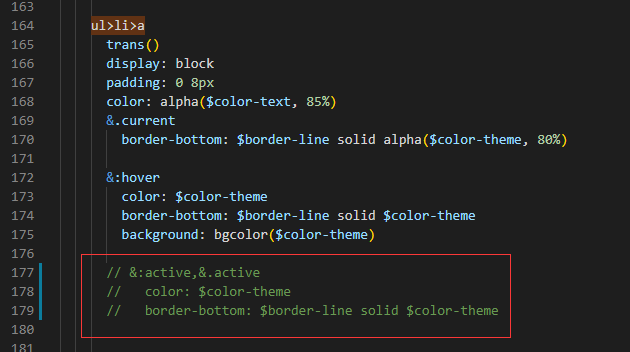 163
164 ul>li>a
165 trans()
166 display: block
167 padding: 0 8px
168 color: alpha($color-text, 85%)
169 &.current
170 border-bottom: $border-line solid alpha($color-theme, 80%)
171
172 &:hover
173 color: $color-theme
174 border-bottom: $border-line solid $color-theme
175 background: bgcolor($color-theme)
176
177 // &:active,&.active
178 //   color: $color-theme
179 //   border-bottom: $border-line solid $color-theme
180
181